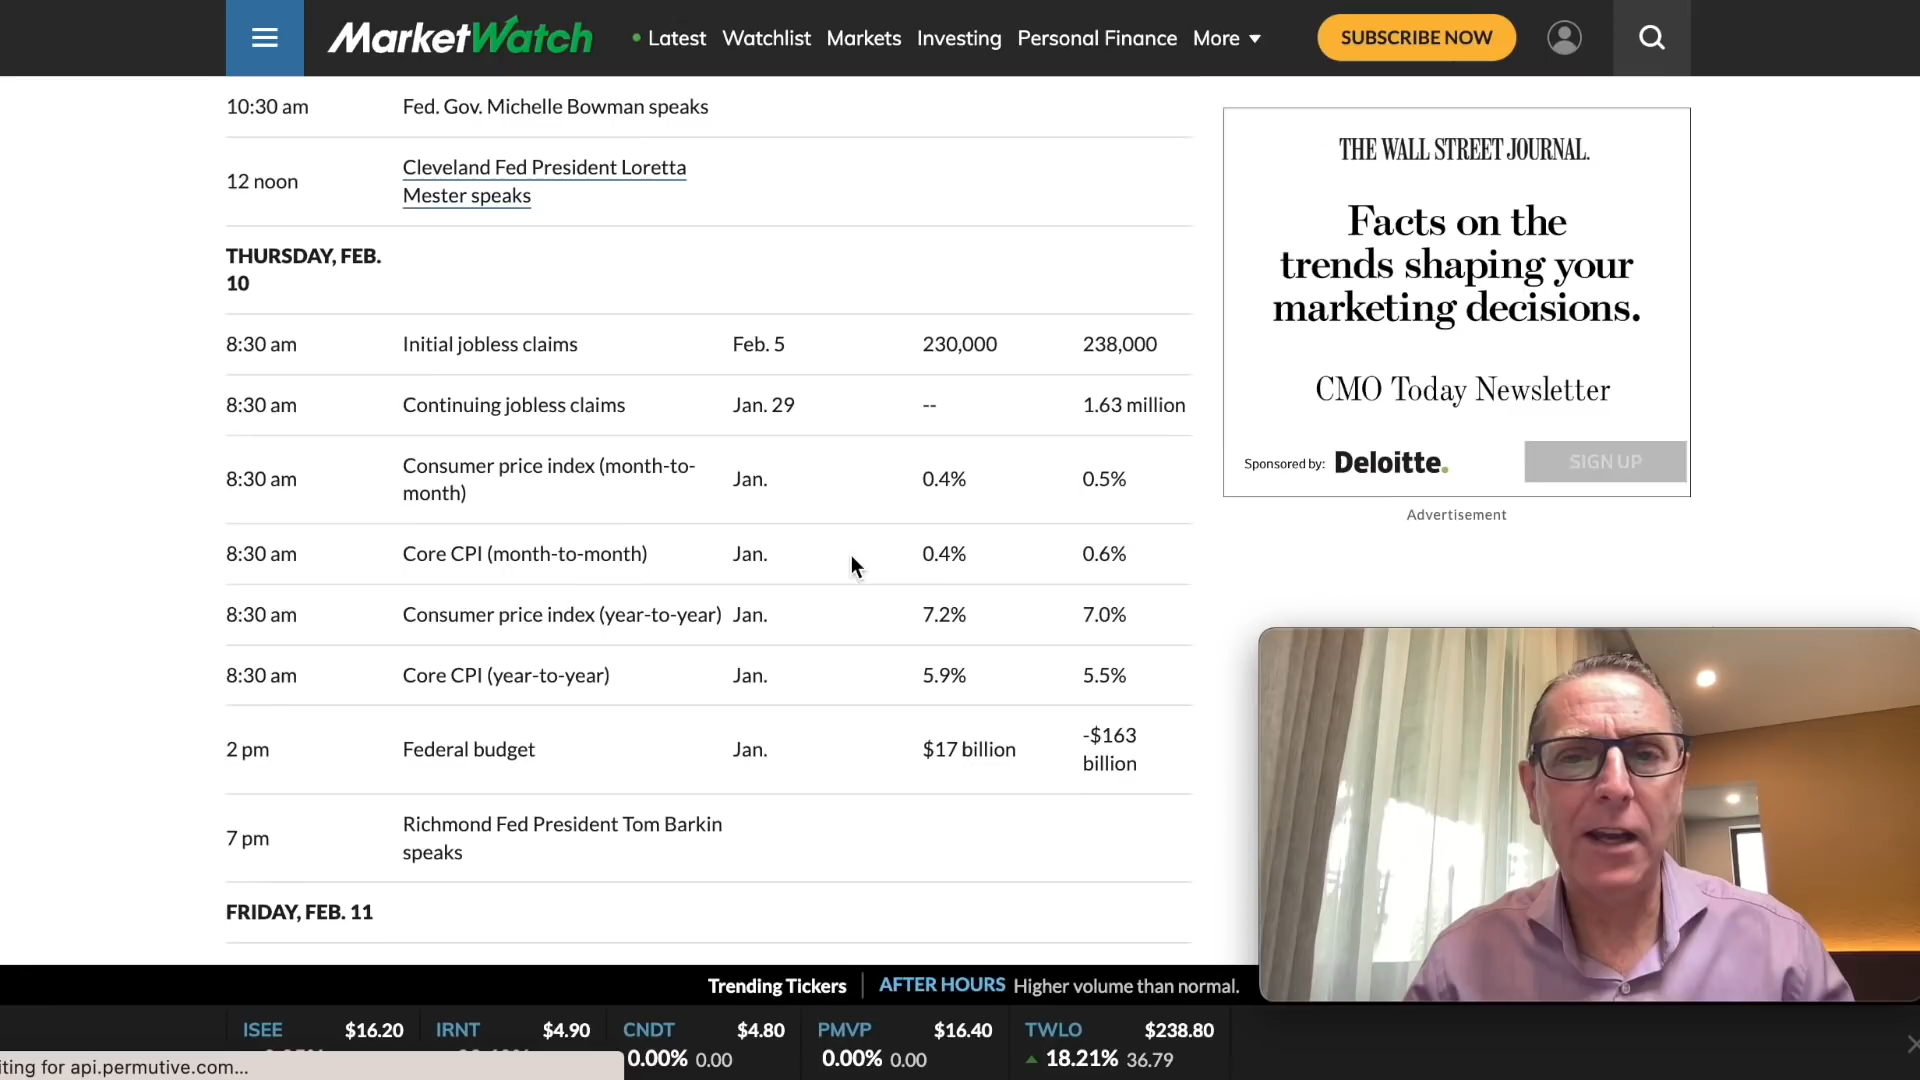 MarketWatch
Latest Watchlist Markets Investing Personal Finance More
SUBSCRIBE NOW
10:30 am Fed. Gov. Michelle Bowman speaks
12 noon Cleveland Fed President Loretta
Mester speaks
THURSDAY, FEB.
10
8:30 am Initial jobless claims Feb. 5 230,000 238,000
8:30 am Continuing jobless claims Jan. 29 -- 1.63 million
8:30 am Consumer price index (month-to-
month) Jan. 0.4% 0.5%
8:30 am Core CPI (month-to-month) Jan. 0.4% 0.6%
8:30 am Consumer price index (year-to-year) Jan. 7.2% 7.0%
8:30 am Core CPI (year-to-year) Jan. 5.9% 5.5%
2 pm Federal budget Jan. $17 billion -$163
billion
7 pm Richmond Fed President Tom Barkin
speaks
FRIDAY, FEB. 11
THE WALL STREET JOURNAL.
Facts on the
trends shaping your
marketing decisions.
CMO Today Newsletter
Sponsored by: Deloitte.
SIGN UP
Advertisement
Trending Tickers AFTER HOURS Higher volume than normal.
ISEE $16.20 IRNT $4.90 CNDT $4.80 PMVP $16.40 TWLO $238.80
0.00% 0.00 0.00% 0.00 18.21% 36.79
iting for api.permutive.com...